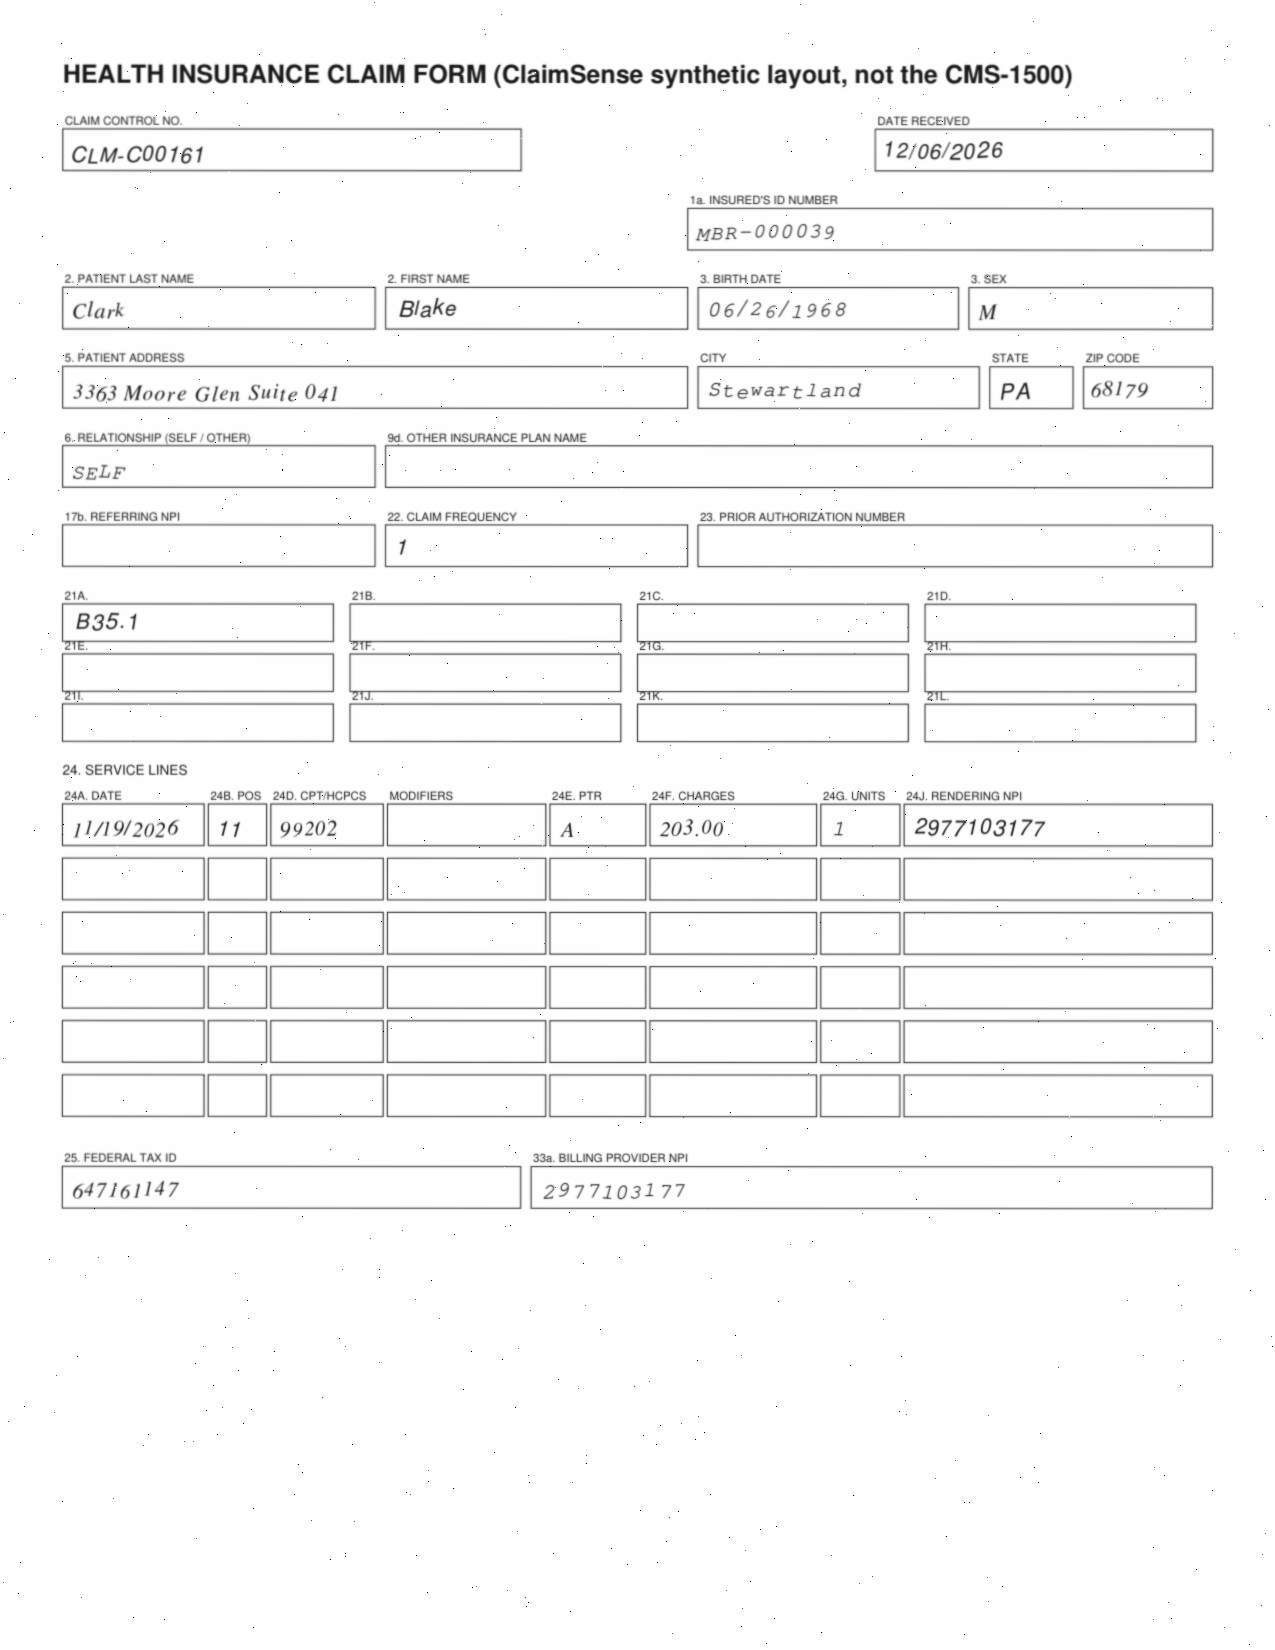 HEALTH INSURANCE CLAIM FORM (ClaimSense synthetic layout, not the CMS-1500)
CLAIM CONTROL NO. DATE RECEIVED
CLM-C00161 12/06/2026
1a. INSURED'S ID NUMBER
MBR-000039
2. PATIENT LAST NAME 2. FIRST NAME 3. BIRTH DATE 3. SEX
Clark Blake 06/26/1968 M
5. PATIENT ADDRESS CITY STATE ZIP CODE
3363 Moore Glen Suite 041 Stewartland PA 68179
6. RELATIONSHIP (SELF / OTHER) 9d. OTHER INSURANCE PLAN NAME
SELF
17b. REFERRING NPI 22. CLAIM FREQUENCY 23. PRIOR AUTHORIZATION NUMBER
1
21A. 21B. 21C. 21D.
B35.1
21E. 21F. 21G. 21H.
21I. 21J. 21K. 21L.
24. SERVICE LINES
24A. DATE 24B. POS 24D. CPT/HCPCS MODIFIERS 24E. PTR 24F. CHARGES 24G. UNITS 24J. RENDERING NPI
11/19/2026 11 99202 A 203.00 1 2977103177
25. FEDERAL TAX ID 33a. BILLING PROVIDER NPI
647161147 2977103177